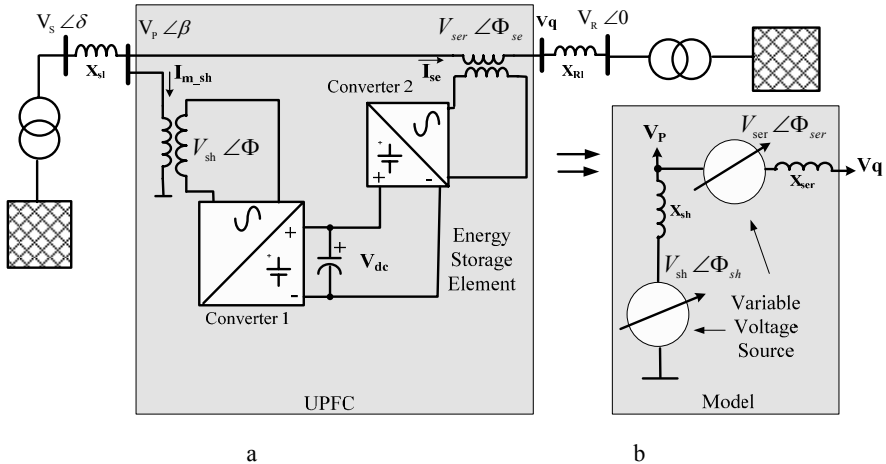 V_S ∠δ
X_sl
V_P ∠β
I_m_sh
V_sh ∠Φ
V_ser ∠Φ_se
I_se
Converter 2
+ -
+
-
Converter 1
+
V_dc
Energy
Storage
Element
UPFC
Vq
X_Rl
V_R ∠0
V_P
V_ser ∠Φ_ser
X_ser
Vq
X_sh
V_sh ∠Φ_sh
Variable
Voltage
Source
Model
a
b